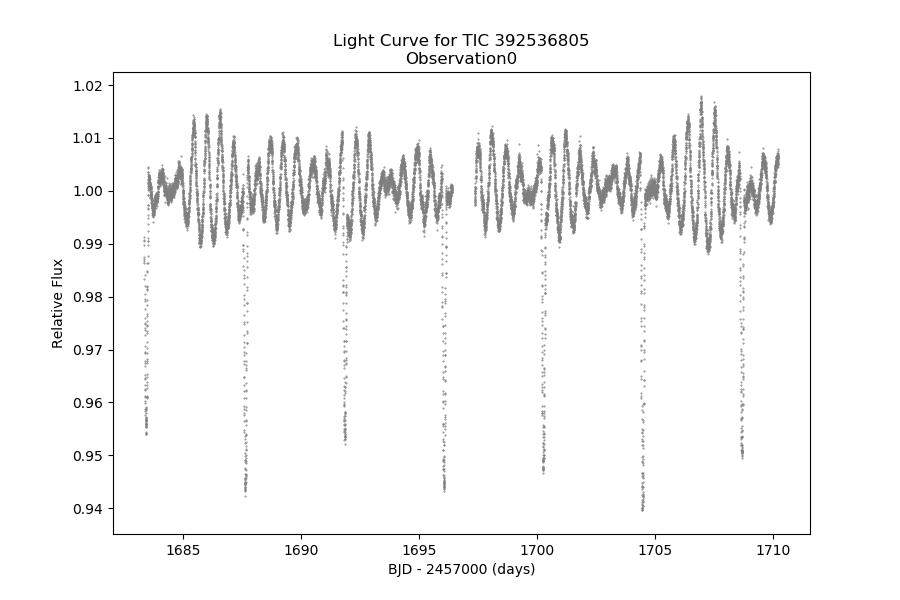 Light Curve for TIC 392536805
Observation0
1.02
1.01
1.00
0.99
0.98
0.97
0.96
0.95
0.94
Relative Flux
1685 1690 1695 1700 1705 1710
BJD - 2457000 (days)